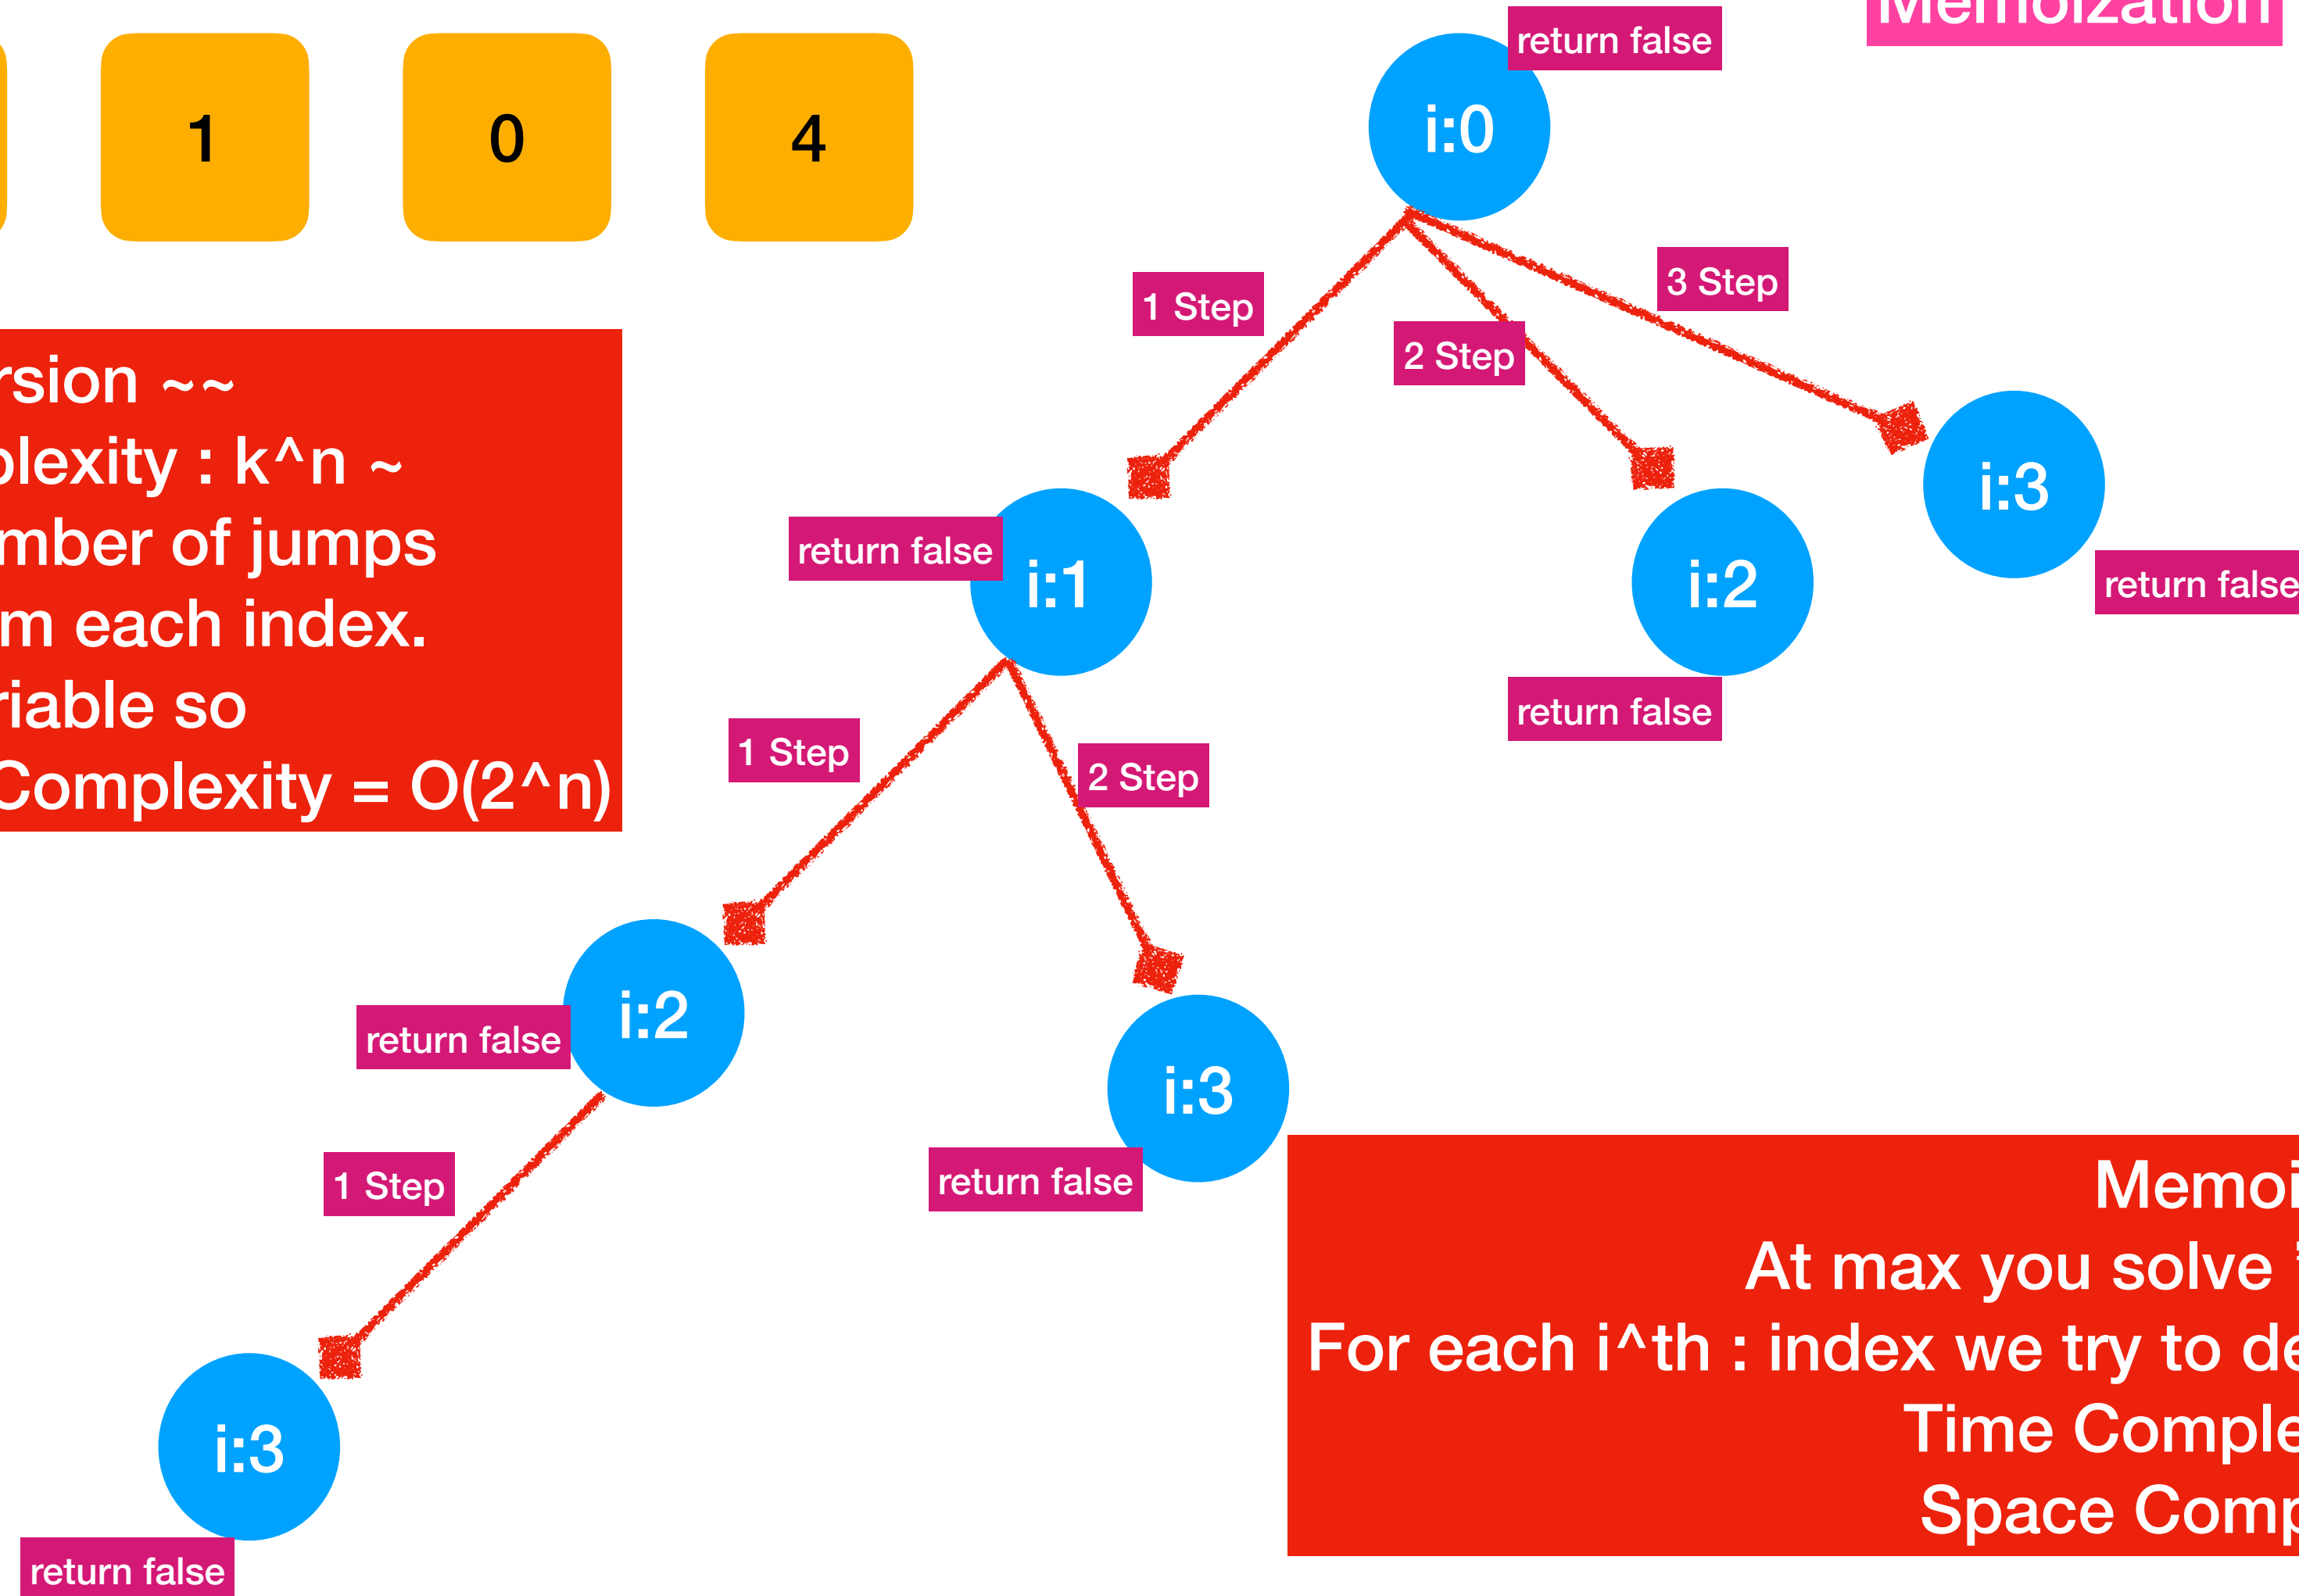 Memoization
return false
1
0
4
i:0
1 Step
2 Step
3 Step
rsion ~~
plexity : k^n ~
mber of jumps
m each index.
riable so
Complexity = O(2^n)
return false
i:1
i:2
i:3
return false
return false
1 Step
2 Step
i:2
return false
i:3
return false
1 Step
i:3
return false
Memoi
At max you solve
For each i^th : index we try to de
Time Comple
Space Comp